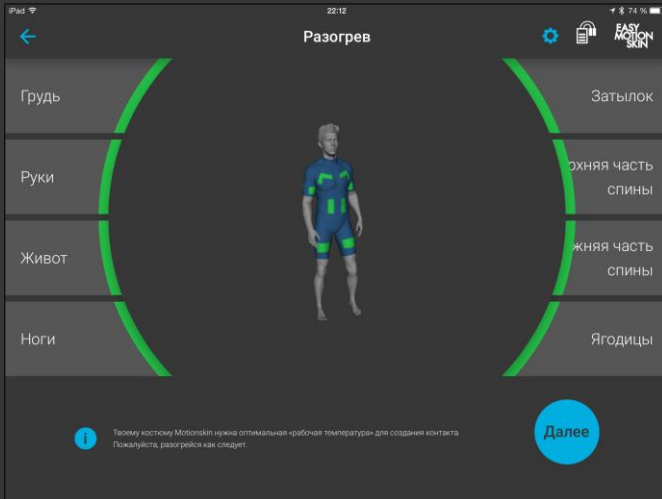 iPad 22:12 74 %
Разогрев
EASY
MOTION
SKIN
Грудь
Затылок
Руки
рхняя часть
спины
Живот
жняя часть
спины
Ноги
Ягодицы
Твоему костюму Motionskin нужна оптимальная «рабочая температура» для создания контакта.
Пожалуйста, разогрейся как следует.
Далее